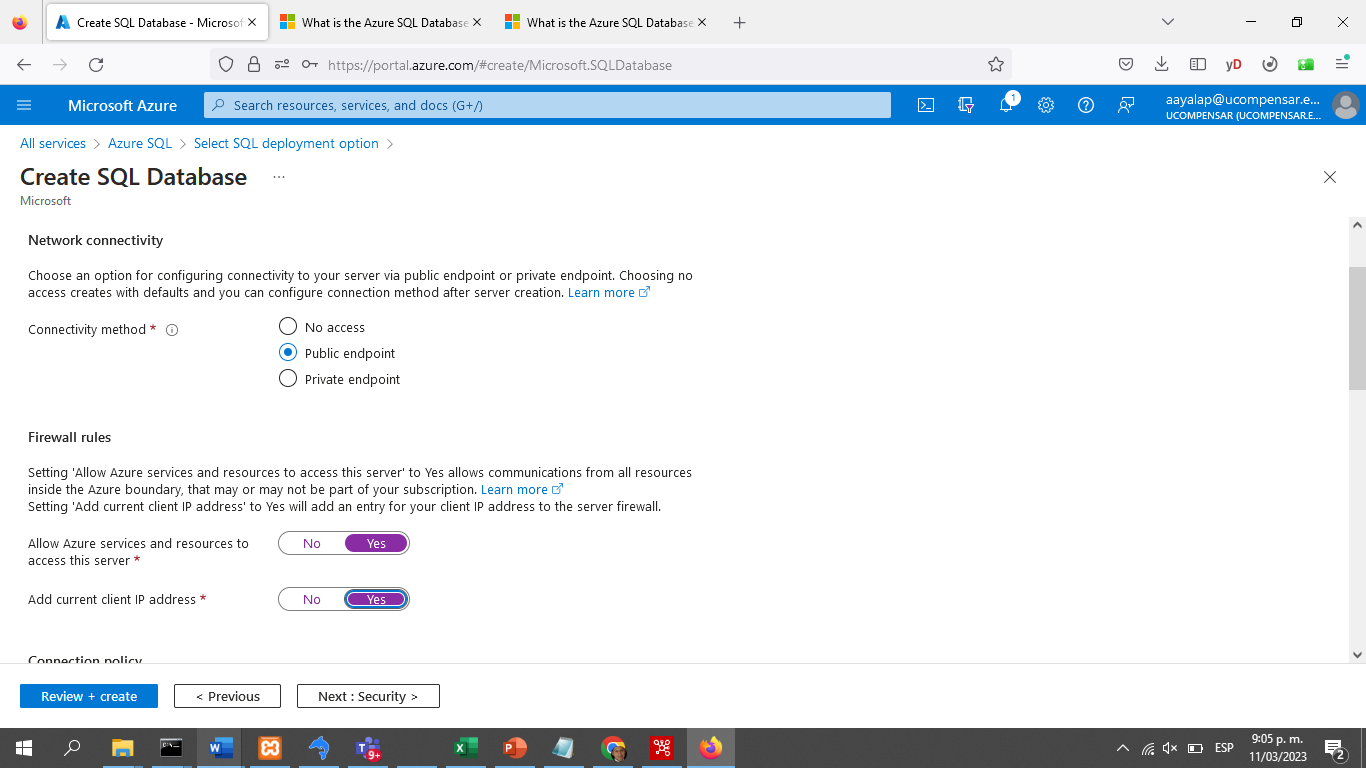 Create SQL Database - Microsof
What is the Azure SQL Database
What is the Azure SQL Database
https://portal.azure.com/#create/Microsoft.SQLDatabase
yD
Microsoft Azure
Search resources, services, and docs (G+/)
1
aayalap@ucompensar.e...
UCOMPENSAR (UCOMPENSAR.E...
All services > Azure SQL > Select SQL deployment option >
Create SQL Database ...
Microsoft
Network connectivity
Choose an option for configuring connectivity to your server via public endpoint or private endpoint. Choosing no
access creates with defaults and you can configure connection method after server creation. Learn more
Connectivity method *
No access
Public endpoint
Private endpoint
Firewall rules
Setting 'Allow Azure services and resources to access this server' to Yes allows communications from all resources
inside the Azure boundary, that may or may not be part of your subscription. Learn more
Setting 'Add current client IP address' to Yes will add an entry for your client IP address to the server firewall.
Allow Azure services and resources to
access this server *
No Yes
Add current client IP address *
No Yes
Connection policy
Review + create
< Previous
Next : Security >
9+
ESP
9:05 p. m.
11/03/2023
2